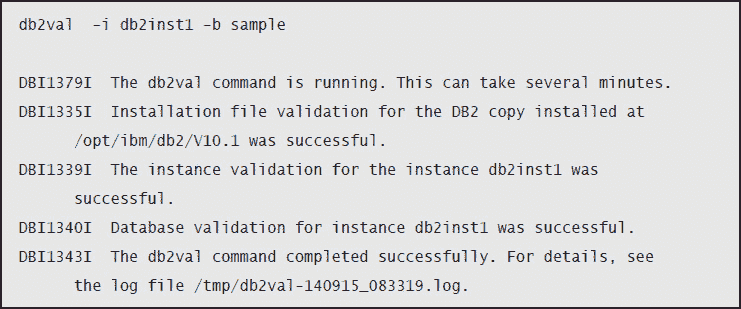 db2val  -i db2inst1 –b sample
DBI1379I  The db2val command is running. This can take several minutes.
DBI1335I  Installation file validation for the DB2 copy installed at
/opt/ibm/db2/V10.1 was successful.
DBI1339I  The instance validation for the instance db2inst1 was
successful.
DBI1340I  Database validation for instance db2inst1 was successful.
DBI1343I  The db2val command completed successfully. For details, see
the log file /tmp/db2val-140915_083319.log.